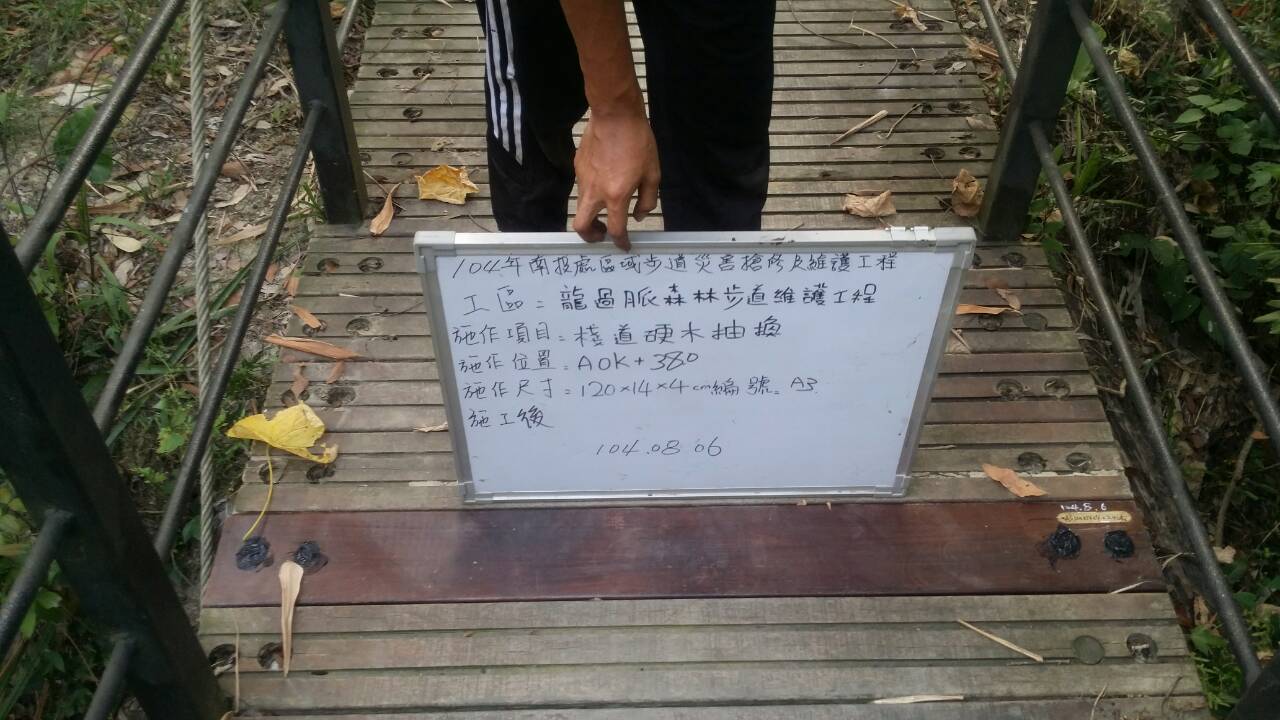 104年南投處區域步道災害搶修及維護工程
工區=龍過脈森林步道維護工程
施作項目=棧道硬木抽換
施作位置=A0K+380
施作尺寸=120×14×4cm編號=A3
施工後
104.08.06
104.8.6